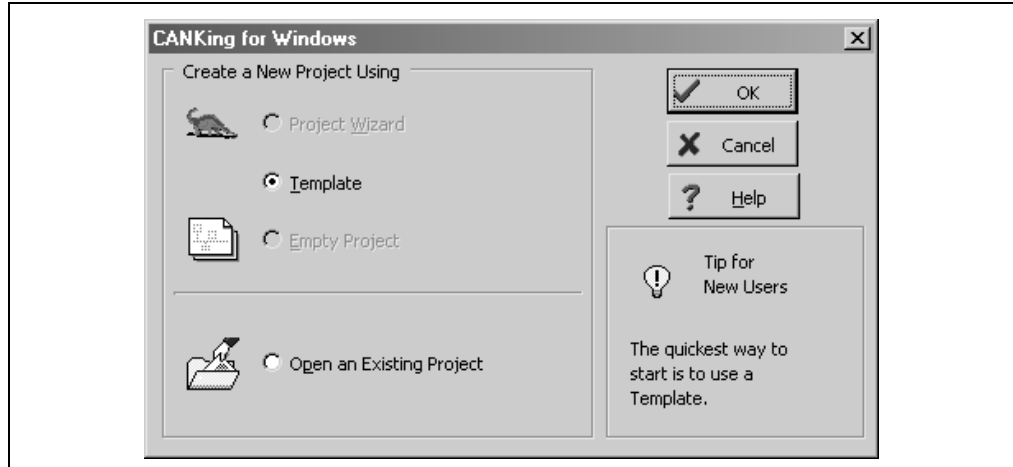 CANKing for Windows
Create a New Project Using
Project Wizard
Template
Empty Project
Open an Existing Project
OK
Cancel
Help
Tip for
New Users
The quickest way to
start is to use a
Template.